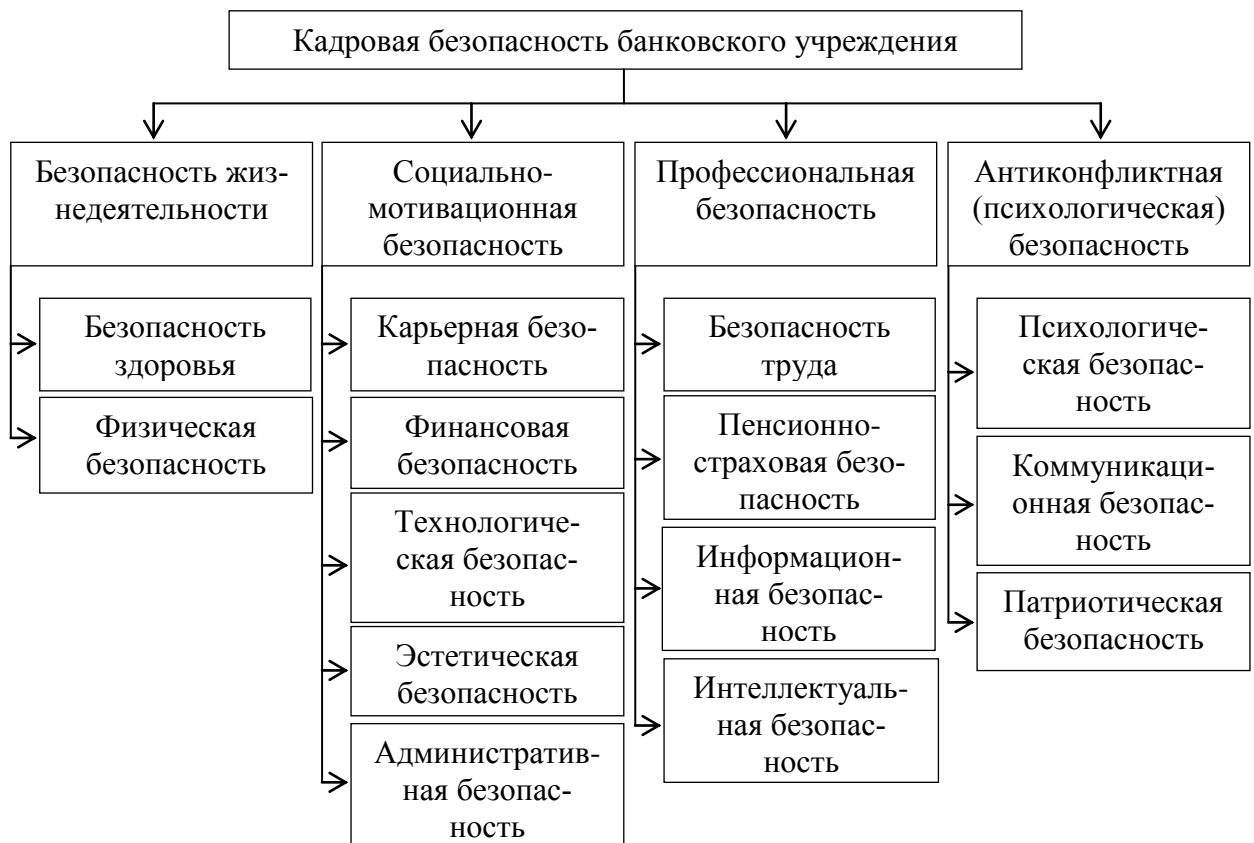 Кадровая безопасность банковского учреждения
Безопасность жиз-
недеятельности
Социально-
мотивационная
безопасность
Профессиональная
безопасность
Антиконфликтная
(психологическая)
безопасность
Безопасность
здоровья
Физическая
безопасность
Карьерная безо-
пасность
Финансовая
безопасность
Технологиче-
ская безопас-
ность
Эстетическая
безопасность
Административ-
ная безопас-
ность
Безопасность
труда
Пенсионно-
страховая безо-
пасность
Информацион-
ная безопас-
ность
Интеллектуаль-
ная безопас-
ность
Психологиче-
ская безопас-
ность
Коммуникаци-
онная безопас-
ность
Патриотическая
безопасность